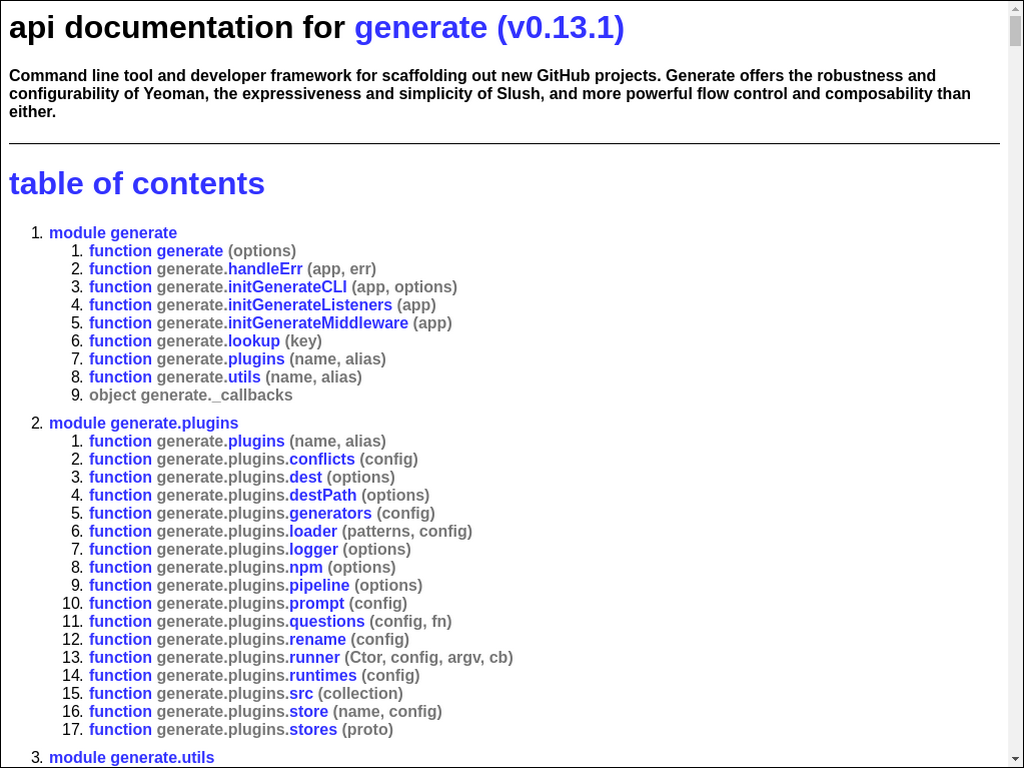 api documentation for generate (v0.13.1)
Command line tool and developer framework for scaffolding out new GitHub projects. Generate offers the robustness and
configurability of Yeoman, the expressiveness and simplicity of Slush, and more powerful flow control and composability than
either.
table of contents
1. module generate
1. function generate (options)
2. function generate.handleErr (app, err)
3. function generate.initGenerateCLI (app, options)
4. function generate.initGenerateListeners (app)
5. function generate.initGenerateMiddleware (app)
6. function generate.lookup (key)
7. function generate.plugins (name, alias)
8. function generate.utils (name, alias)
9. object generate._callbacks
2. module generate.plugins
1. function generate.plugins (name, alias)
2. function generate.plugins.conflicts (config)
3. function generate.plugins.dest (options)
4. function generate.plugins.destPath (options)
5. function generate.plugins.generators (config)
6. function generate.plugins.loader (patterns, config)
7. function generate.plugins.logger (options)
8. function generate.plugins.npm (options)
9. function generate.plugins.pipeline (options)
10. function generate.plugins.prompt (config)
11. function generate.plugins.questions (config, fn)
12. function generate.plugins.rename (config)
13. function generate.plugins.runner (Ctor, config, argv, cb)
14. function generate.plugins.runtimes (config)
15. function generate.plugins.src (collection)
16. function generate.plugins.store (name, config)
17. function generate.plugins.stores (proto)
3. module generate.utils